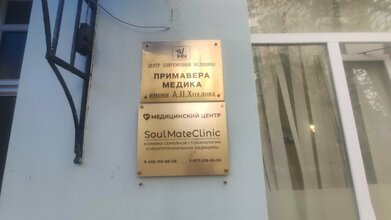 ЦЕНТР СОВРЕМЕННОЙ МЕДИЦИНЫ
ПРИМАВЕРА
МЕДИКА
имени А.П.Хохлова
МЕДИЦИНСКИЙ ЦЕНТР
SoulMateClinic
КЛИНИКА СЕМЕЙНОЙ СТОМАТОЛОГИИ
И МНОГОПРОФИЛЬНОЙ МЕДИЦИНЫ